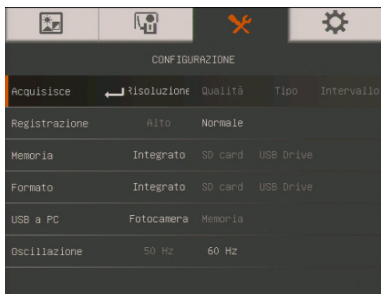 CONFIGURAZIONE
Acquisisce Risoluzione Qualità Tipo Intervallo
Registrazione Alto Normale
Memoria Integrato SD card USB Drive
Formato Integrato SD card USB Drive
USB a PC Fotocamera Memoria
Oscillazione 50 Hz 60 Hz